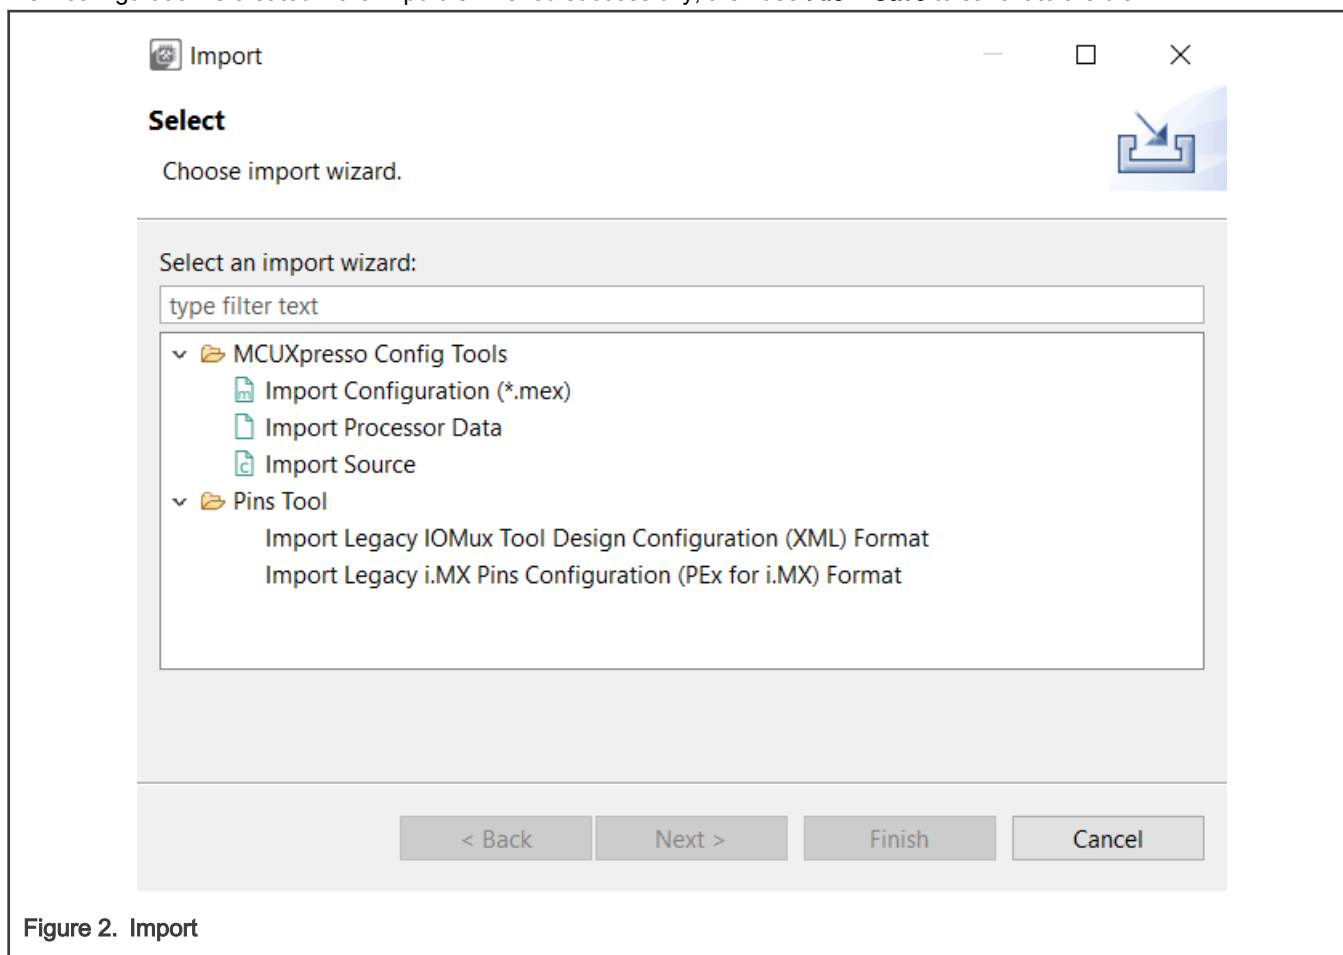 Import
Select
Choose import wizard.
Select an import wizard:
type filter text
MCUXpresso Config Tools
Import Configuration (*.mex)
Import Processor Data
Import Source
Pins Tool
Import Legacy IOMux Tool Design Configuration (XML) Format
Import Legacy i.MX Pins Configuration (PEx for i.MX) Format
< Back
Next >
Finish
Cancel
Figure 2. Import